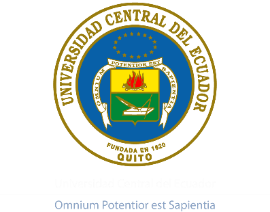 UNIVERSIDAD CENTRAL DEL ECUADOR
OMNIUM POTENTIOR EST SAPIENTIA
FUNDADA EN 1620
QUITO
Omnium Potentior est Sapientia